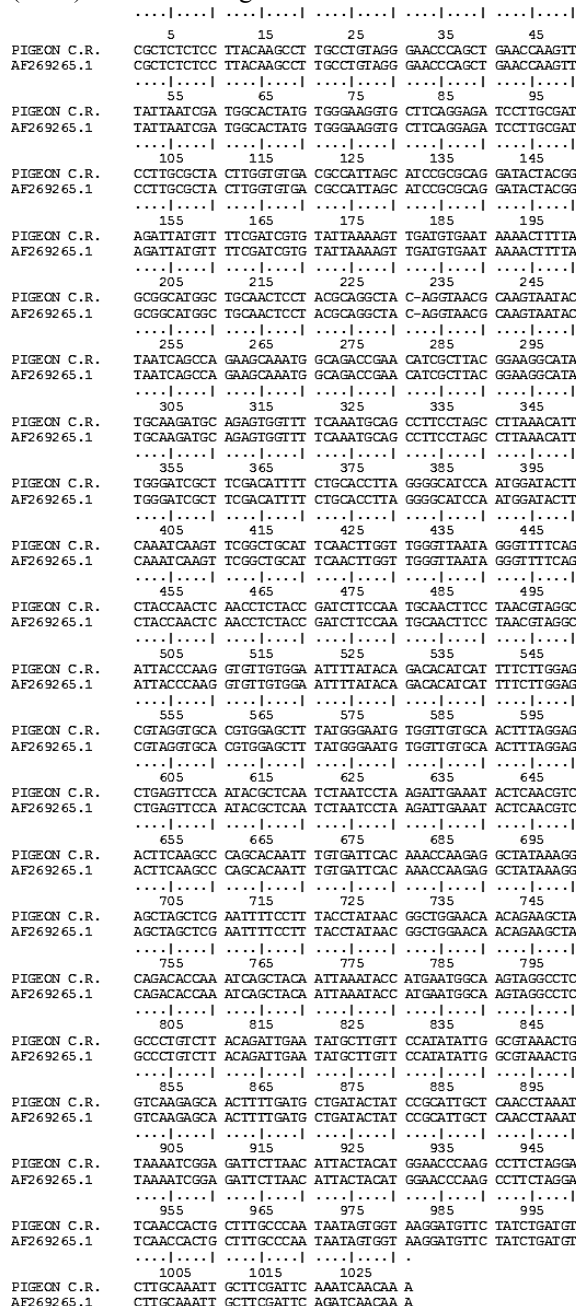 ....|....| ....|....| ....|....| ....|....| ....|....|
5 15 25 35 45
PIGEON C.R. CGCTCTCTCC TTACAAGCCT TGCCTGTAGG GAACCCAGCT GAACCAAGTT
AF269265.1 CGCTCTCTCC TTACAAGCCT TGCCTGTAGG GAACCCAGCT GAACCAAGTT
....|....| ....|....| ....|....| ....|....| ....|....|
55 65 75 85 95
PIGEON C.R. TATTAATCGA TGGCACTATG TGGGAAGGTG CTTCAGGAGA TCCTTGCGAT
AF269265.1 TATTAATCGA TGGCACTATG TGGGAAGGTG CTTCAGGAGA TCCTTGCGAT
....|....| ....|....| ....|....| ....|....| ....|....|
105 115 125 135 145
PIGEON C.R. CCTTGCGCTA CTTGGTGTGA CGCCATTAGC ATCCGCGCAG GATACTACGG
AF269265.1 CCTTGCGCTA CTTGGTGTGA CGCCATTAGC ATCCGCGCAG GATACTACGG
....|....| ....|....| ....|....| ....|....| ....|....|
155 165 175 185 195
PIGEON C.R. AGATTATGTT TTCGATCGTG TATTAAAAGT TGATGTGAAT AAAACTTTTA
AF269265.1 AGATTATGTT TTCGATCGTG TATTAAAAGT TGATGTGAAT AAAACTTTTA
....|....| ....|....| ....|....| ....|....| ....|....|
205 215 225 235 245
PIGEON C.R. GCGGCATGGC TGCAACTCCT ACGCAGGCTA C-AGGTAACG CAAGTAATAC
AF269265.1 GCGGCATGGC TGCAACTCCT ACGCAGGCTA C-AGGTAACG CAAGTAATAC
....|....| ....|....| ....|....| ....|....| ....|....|
255 265 275 285 295
PIGEON C.R. TAATCAGCCA GAAGCAAATG GCAGACCGAA CATCGCTTAC GGAAGGCATA
AF269265.1 TAATCAGCCA GAAGCAAATG GCAGACCGAA CATCGCTTAC GGAAGGCATA
....|....| ....|....| ....|....| ....|....| ....|....|
305 315 325 335 345
PIGEON C.R. TGCAAGATGC AGAGTGGTTT TCAAATGCAG CCTTCCTAGC CTTAAACATT
AF269265.1 TGCAAGATGC AGAGTGGTTT TCAAATGCAG CCTTCCTAGC CTTAAACATT
....|....| ....|....| ....|....| ....|....| ....|....|
355 365 375 385 395
PIGEON C.R. TGGGATCGCT TCGACATTTT CTGCACCTTA GGGGCATCCA ATGGATACTT
AF269265.1 TGGGATCGCT TCGACATTTT CTGCACCTTA GGGGCATCCA ATGGATACTT
....|....| ....|....| ....|....| ....|....| ....|....|
405 415 425 435 445
PIGEON C.R. CAAATCAAGT TCGGCTGCAT TCAACTTGGT TGGGTTAATA GGGTTTTCAG
AF269265.1 CAAATCAAGT TCGGCTGCAT TCAACTTGGT TGGGTTAATA GGGTTTTCAG
....|....| ....|....| ....|....| ....|....| ....|....|
455 465 475 485 495
PIGEON C.R. CTACCAACTC AACCTCTACC GATCTTCCAA TGCAACTTCC TAACGTAGGC
AF269265.1 CTACCAACTC AACCTCTACC GATCTTCCAA TGCAACTTCC TAACGTAGGC
....|....| ....|....| ....|....| ....|....| ....|....|
505 515 525 535 545
PIGEON C.R. ATTACCCAAG GTGTTGTGGA ATTTTATACA GACACATCAT TTTCTTGGAG
AF269265.1 ATTACCCAAG GTGTTGTGGA ATTTTATACA GACACATCAT TTTCTTGGAG
....|....| ....|....| ....|....| ....|....| ....|....|
555 565 575 585 595
PIGEON C.R. CGTAGGTGCA CGTGGAGCTT TATGGGAATG TGGTTGTGCA ACTTTAGGAG
AF269265.1 CGTAGGTGCA CGTGGAGCTT TATGGGAATG TGGTTGTGCA ACTTTAGGAG
....|....| ....|....| ....|....| ....|....| ....|....|
605 615 625 635 645
PIGEON C.R. CTGAGTTCCA ATACGCTCAA TCTAATCCTA AGATTGAAAT ACTCAACGTC
AF269265.1 CTGAGTTCCA ATACGCTCAA TCTAATCCTA AGATTGAAAT ACTCAACGTC
....|....| ....|....| ....|....| ....|....| ....|....|
655 665 675 685 695
PIGEON C.R. ACTTCAAGCC CAGCACAATT TGTGATTCAC AAACCAAGAG GCTATAAAGG
AF269265.1 ACTTCAAGCC CAGCACAATT TGTGATTCAC AAACCAAGAG GCTATAAAGG
....|....| ....|....| ....|....| ....|....| ....|....|
705 715 725 735 745
PIGEON C.R. AGCTAGCTCG AATTTTCCTT TACCTATAAC GGCTGGAACA ACAGAAGCTA
AF269265.1 AGCTAGCTCG AATTTTCCTT TACCTATAAC GGCTGGAACA ACAGAAGCTA
....|....| ....|....| ....|....| ....|....| ....|....|
755 765 775 785 795
PIGEON C.R. CAGACACCAA ATCAGCTACA ATTAAATACC ATGAATGGCA AGTAGGCCTC
AF269265.1 CAGACACCAA ATCAGCTACA ATTAAATACC ATGAATGGCA AGTAGGCCTC
....|....| ....|....| ....|....| ....|....| ....|....|
805 815 825 835 845
PIGEON C.R. GCCCTGTCTT ACAGATTGAA TATGCTTGTT CCATATATTG GCGTAAACTG
AF269265.1 GCCCTGTCTT ACAGATTGAA TATGCTTGTT CCATATATTG GCGTAAACTG
....|....| ....|....| ....|....| ....|....| ....|....|
855 865 875 885 895
PIGEON C.R. GTCAAGAGCA ACTTTTGATG CTGATACTAT CCGCATTGCT CAACCTAAAT
AF269265.1 GTCAAGAGCA ACTTTTGATG CTGATACTAT CCGCATTGCT CAACCTAAAT
....|....| ....|....| ....|....| ....|....| ....|....|
905 915 925 935 945
PIGEON C.R. TAAAATCGGA GATTCTTAAC ATTACTACAT GGAACCCAAG CCTTCTAGGA
AF269265.1 TAAAATCGGA GATTCTTAAC ATTACTACAT GGAACCCAAG CCTTCTAGGA
....|....| ....|....| ....|....| ....|....| ....|....|
955 965 975 985 995
PIGEON C.R. TCAACCACTG CTTTGCCCAA TAATAGTGGT AAGGATGTTC TATCTGATGT
AF269265.1 TCAACCACTG CTTTGCCCAA TAATAGTGGT AAGGATGTTC TATCTGATGT
....|....| ....|....| ....|....| .
1005 1015 1025
PIGEON C.R. CTTGCAAATT GCTTCGATTC AAATCAACAA A
AF269265.1 CTTGCAAATT GCTTCGATTC AGATCAACAA A